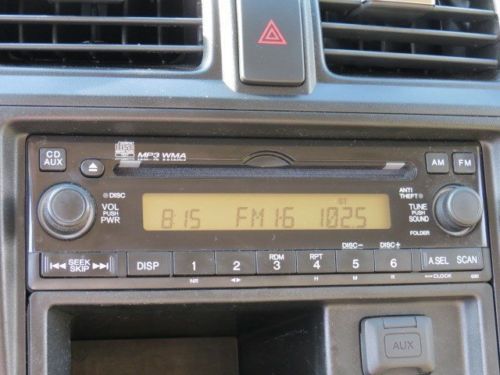 disc
MP3 WMA
CD AUX
AM FM
DISC
VOL PUSH PWR
8:15 FM1-6 102.5
ST
ANTI THEFT
TUNE PUSH SOUND
FOLDER
DISC− DISC+
SEEK SKIP
DISP 1 2 RDM 3 RPT 4 5 6 A.SEL SCAN
H M R CLOCK
AUX